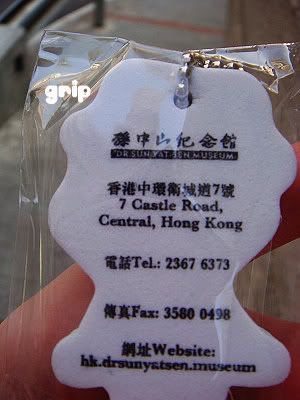 grip
孫中山紀念館
DR SUN YAT-SEN MUSEUM
香港中環衛城道7號
7 Castle Road,
Central, Hong Kong
電話Tel.: 2367 6373
傳真Fax: 3580 0498
網址Website:
hk.drsunyatsen.museum